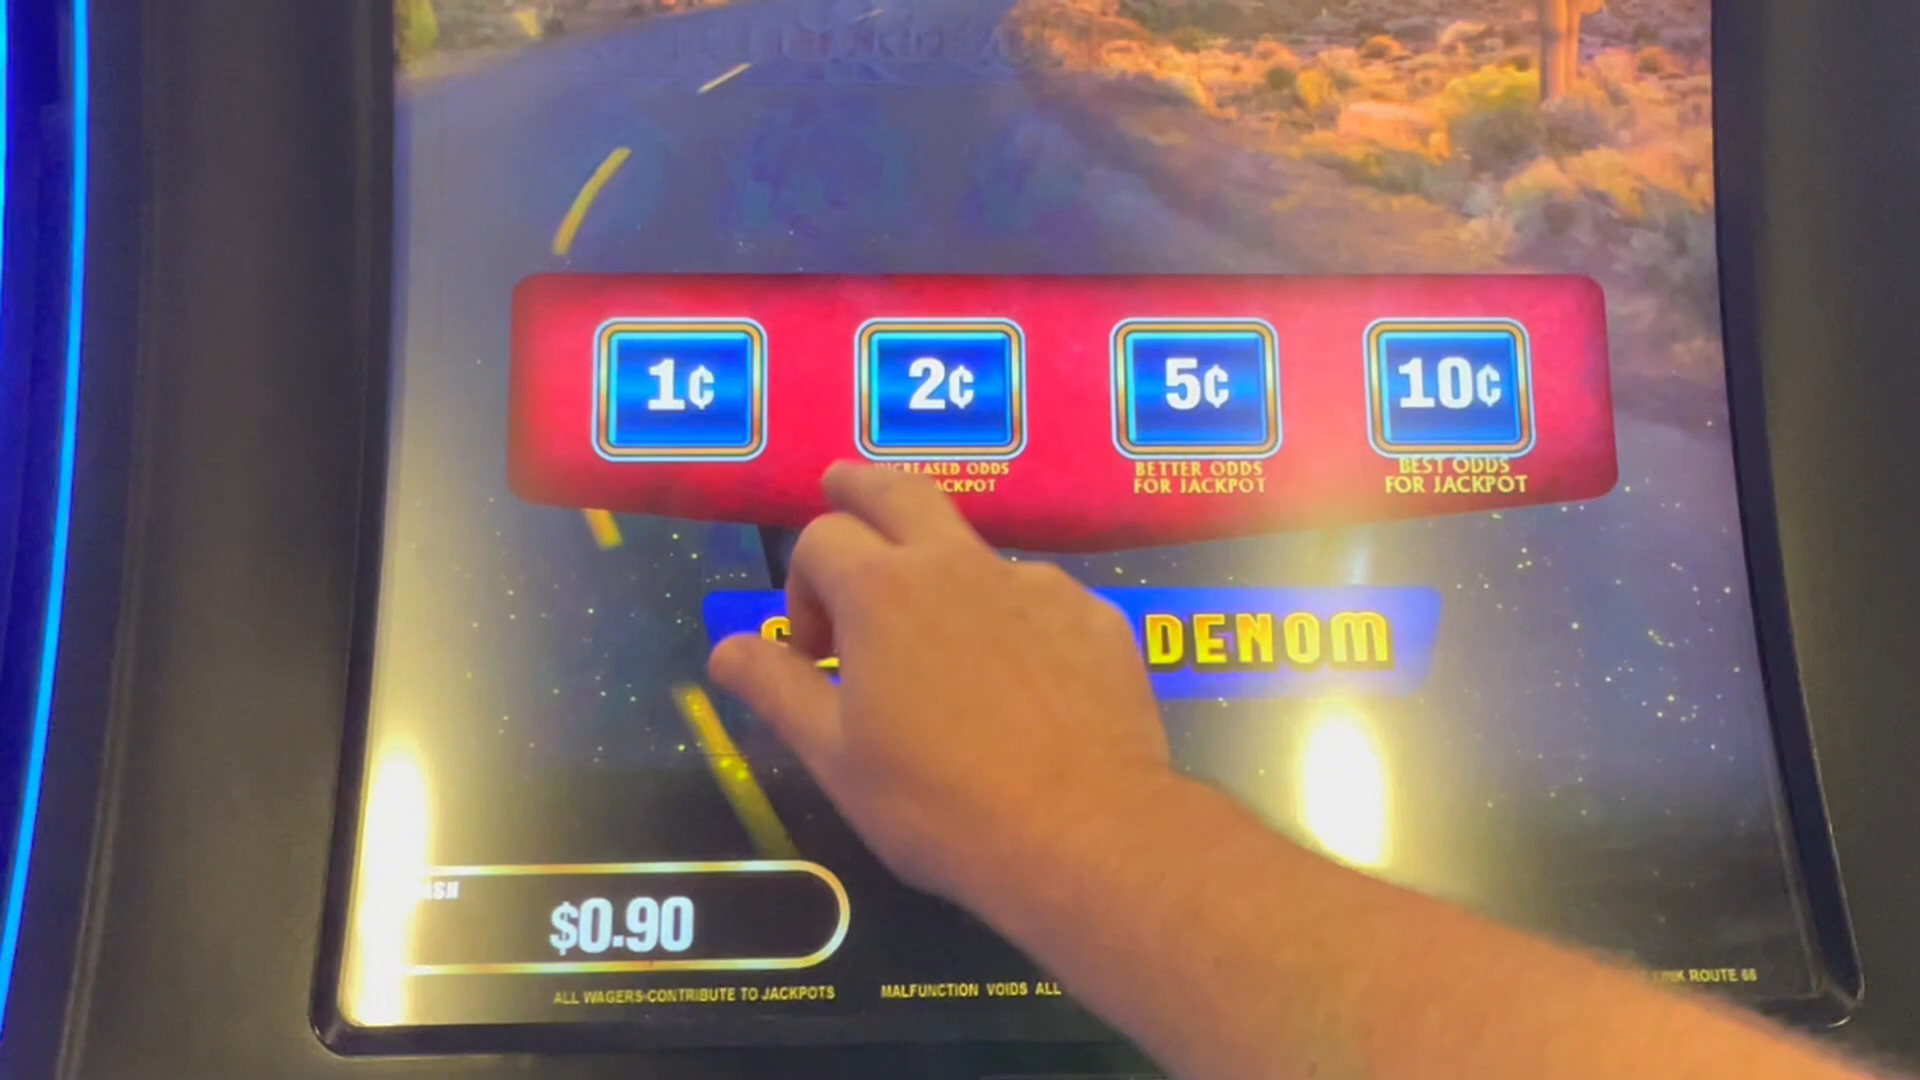 1¢ 2¢ 5¢ 10¢
ODDS BETTER ODDS BEST ODDS
FOR JACKPOT FOR JACKPOT
DENOM
$0.90
ALL WAGERS CONTRIBUTE TO JACKPOTS MALFUNCTION VOIDS ALL ROUTE 66